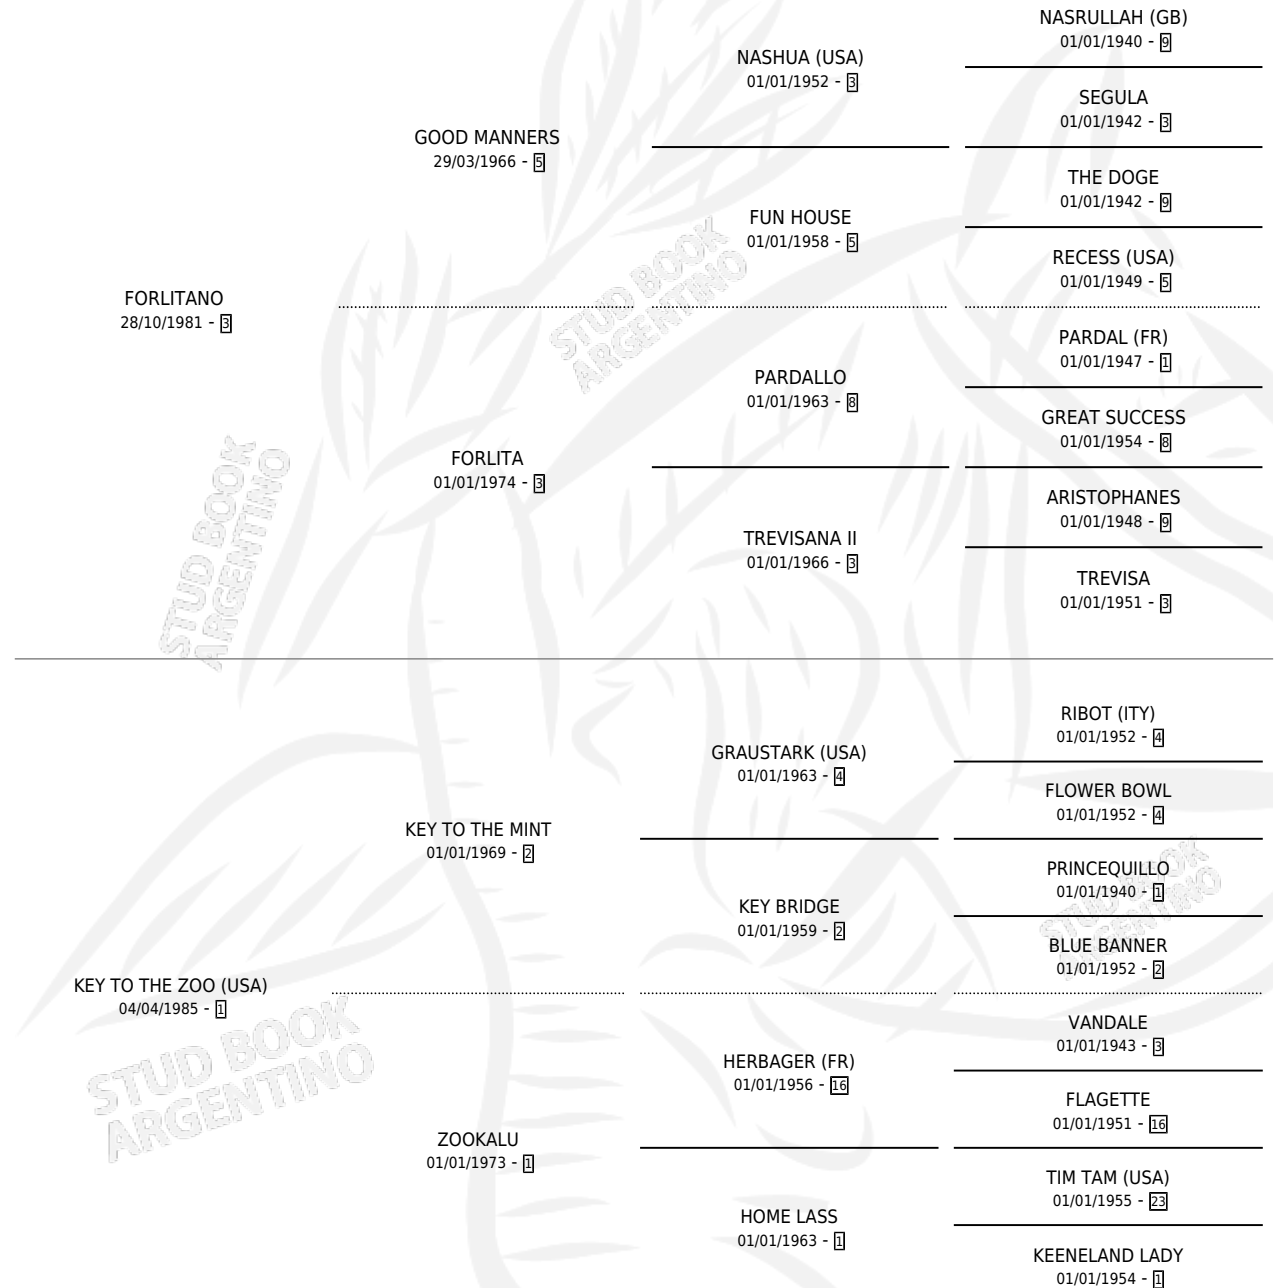 NASRULLAH (GB)
01/01/1940 - 9
NASHUA (USA)
01/01/1952 - 3
SEGULA
01/01/1942 - 3
GOOD MANNERS
29/03/1966 - 5
THE DOGE
01/01/1942 - 9
FUN HOUSE
01/01/1958 - 5
RECESS (USA)
01/01/1949 - 5
FORLITANO
28/10/1981 - 3
PARDAL (FR)
01/01/1947 - 1
PARDALLO
01/01/1963 - 8
GREAT SUCCESS
01/01/1954 - 8
FORLITA
01/01/1974 - 3
ARISTOPHANES
01/01/1948 - 9
TREVISANA II
01/01/1966 - 3
TREVISA
01/01/1951 - 3
RIBOT (ITY)
01/01/1952 - 4
GRAUSTARK (USA)
01/01/1963 - 4
FLOWER BOWL
01/01/1952 - 4
KEY TO THE MINT
01/01/1969 - 2
PRINCEQUILLO
01/01/1940 - 1
KEY BRIDGE
01/01/1959 - 2
BLUE BANNER
01/01/1952 - 2
KEY TO THE ZOO (USA)
04/04/1985 - 1
VANDALE
01/01/1943 - 3
HERBAGER (FR)
01/01/1956 - 16
FLAGETTE
01/01/1951 - 16
ZOOKALU
01/01/1973 - 1
TIM TAM (USA)
01/01/1955 - 23
HOME LASS
01/01/1963 - 1
KEENELAND LADY
01/01/1954 - 1
STUD BOOK
ARGENTINO
STUD BOOK
ARGENTINO
STUD BOOK
ARGENTINO
STUD BOOK
ARGENTINO